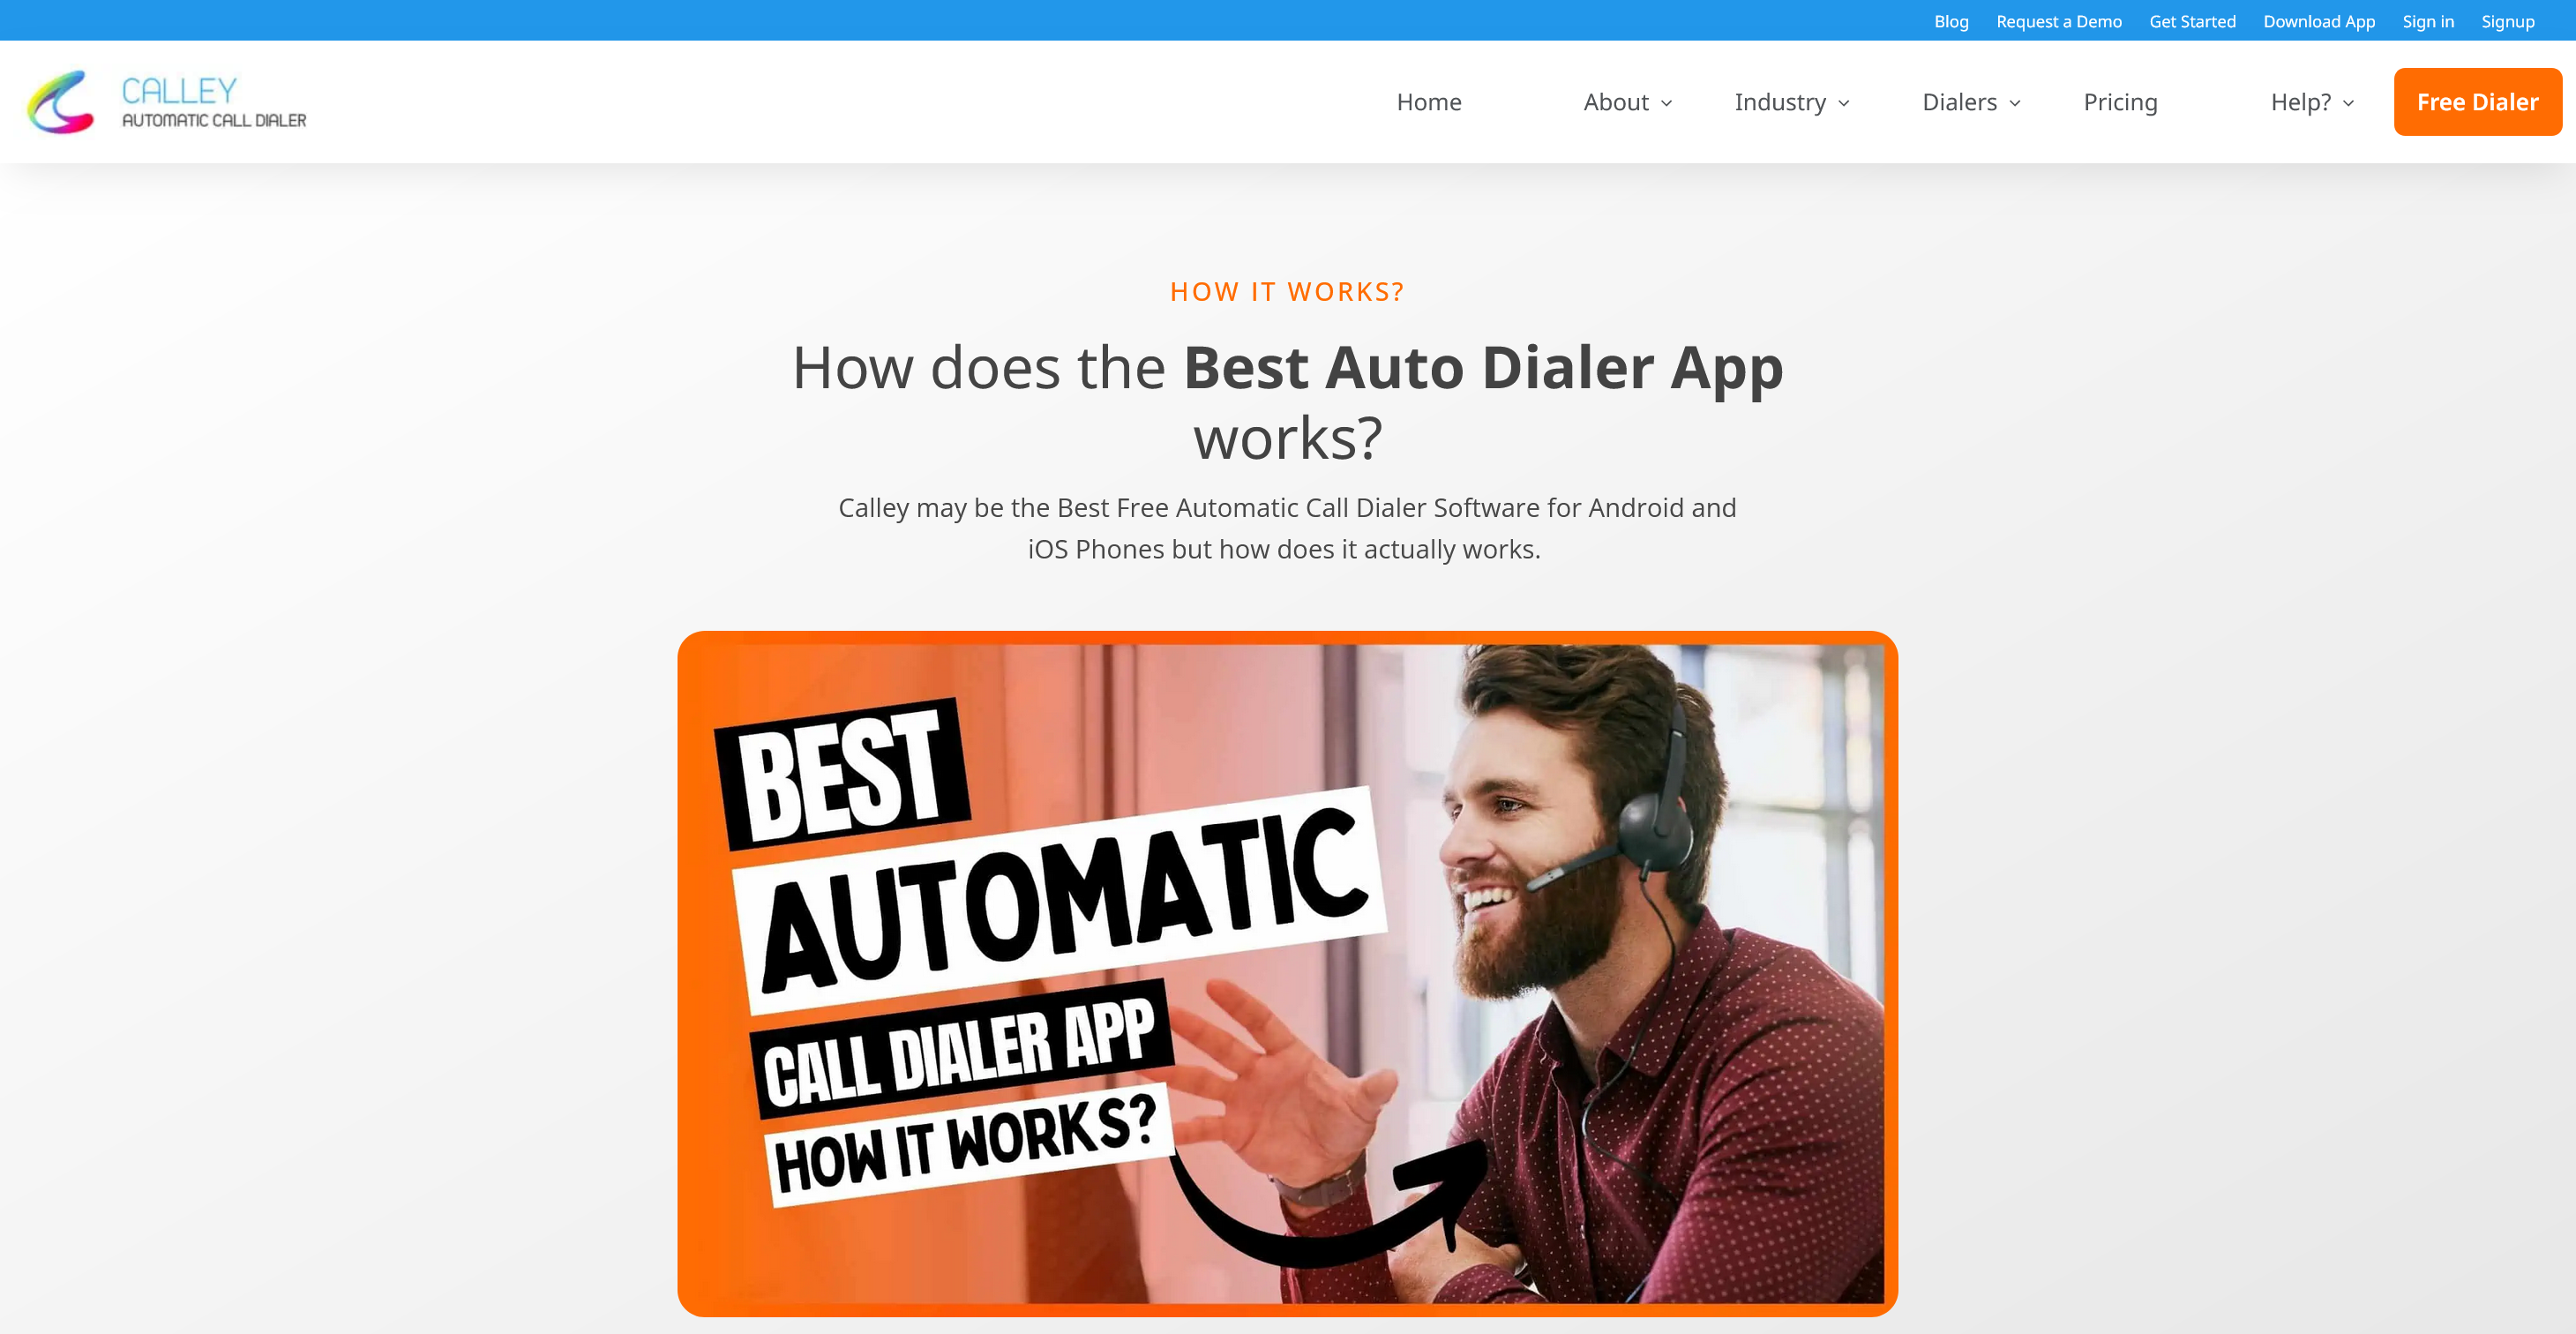 Blog Request a Demo Get Started Download App Sign in Signup
CALLEY
AUTOMATIC CALL DIALER
Home About Industry Dialers Pricing Help? Free Dialer
HOW IT WORKS?
How does the Best Auto Dialer App
works?
Calley may be the Best Free Automatic Call Dialer Software for Android and
iOS Phones but how does it actually works.
BEST
AUTOMATIC
CALL DIALER APP
HOW IT WORKS?